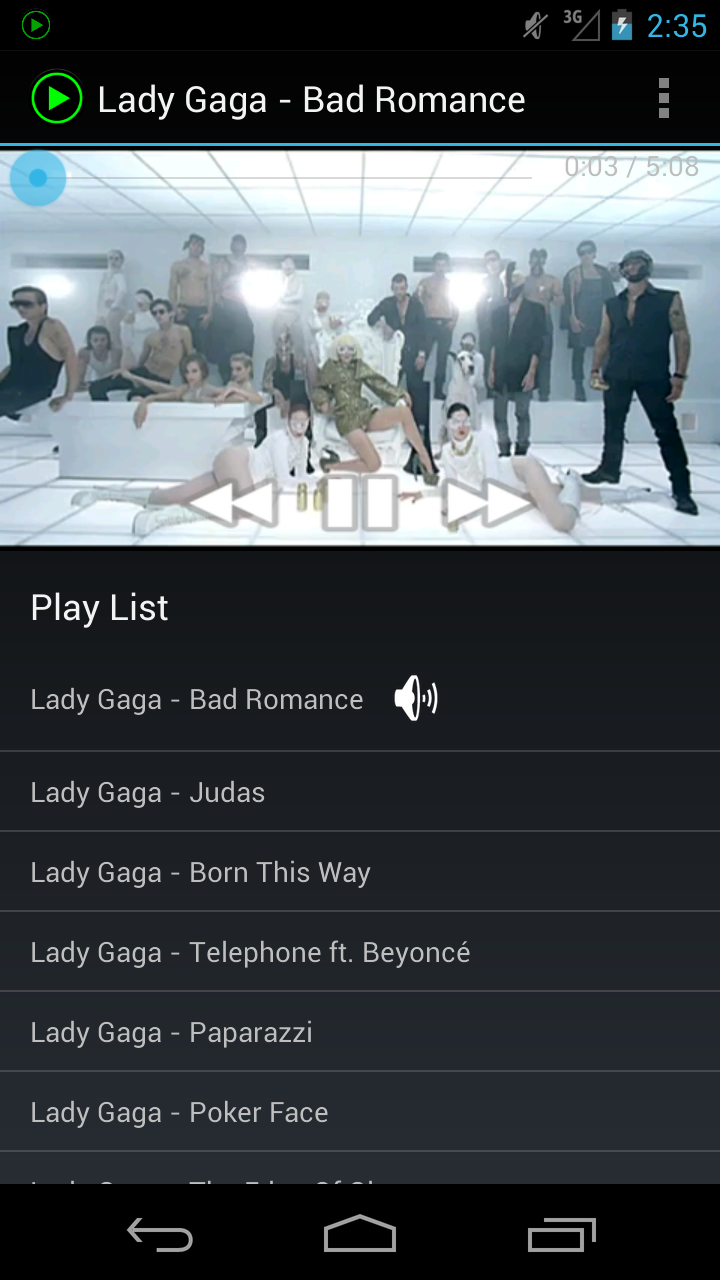 3G 2:35
Lady Gaga - Bad Romance
0:03 / 5:08
Play List
Lady Gaga - Bad Romance
Lady Gaga - Judas
Lady Gaga - Born This Way
Lady Gaga - Telephone ft. Beyoncé
Lady Gaga - Paparazzi
Lady Gaga - Poker Face